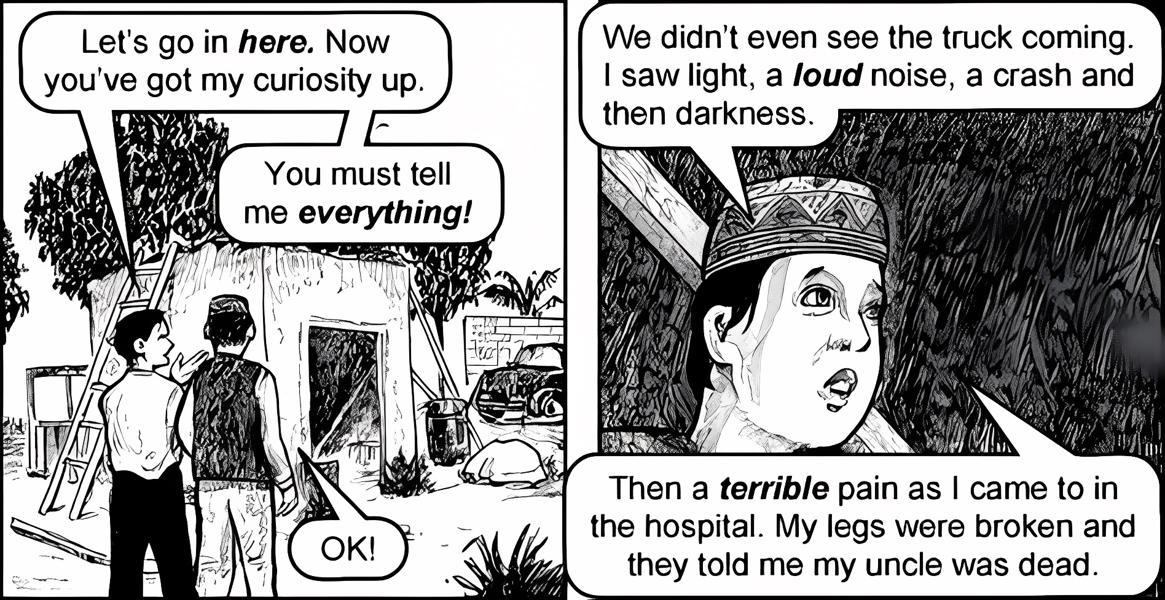 Let's go in here. Now
you've got my curiosity up.
You must tell
me everything!
OK!
We didn't even see the truck coming.
I saw light, a loud noise, a crash and
then darkness.
Then a terrible pain as I came to in
the hospital. My legs were broken and
they told me my uncle was dead.